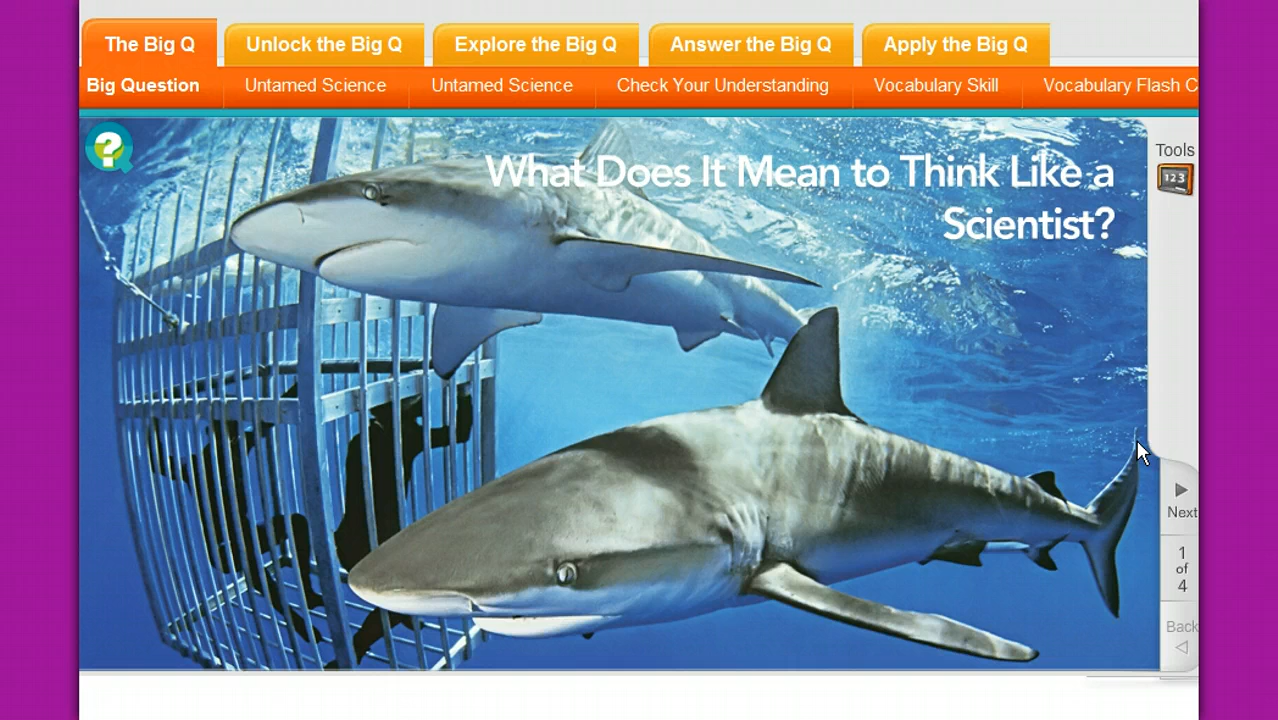 The Big Q Unlock the Big Q Explore the Big Q Answer the Big Q Apply the Big Q
Big Question Untamed Science Untamed Science Check Your Understanding Vocabulary Skill Vocabulary Flash C
?
What Does It Mean to Think Like a
Scientist?
Tools
123
Next
1
of
4
Back